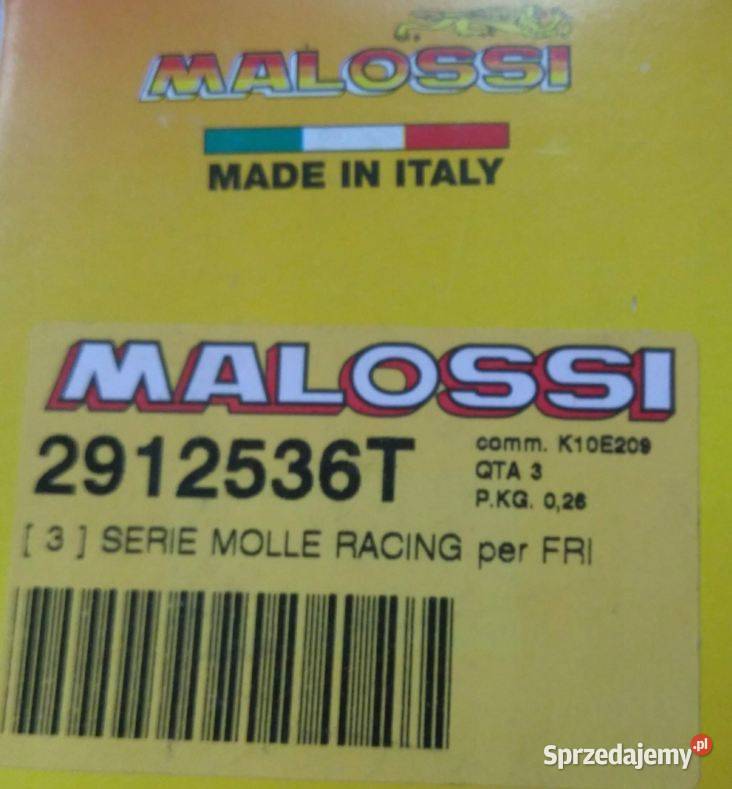 MALOSSI
MADE IN ITALY
MALOSSI
2912536T
comm. K10E209
QTA 3
P.KG. 0,26
[ 3 ] SERIE MOLLE RACING per FRI
Sprzedajemy.pl